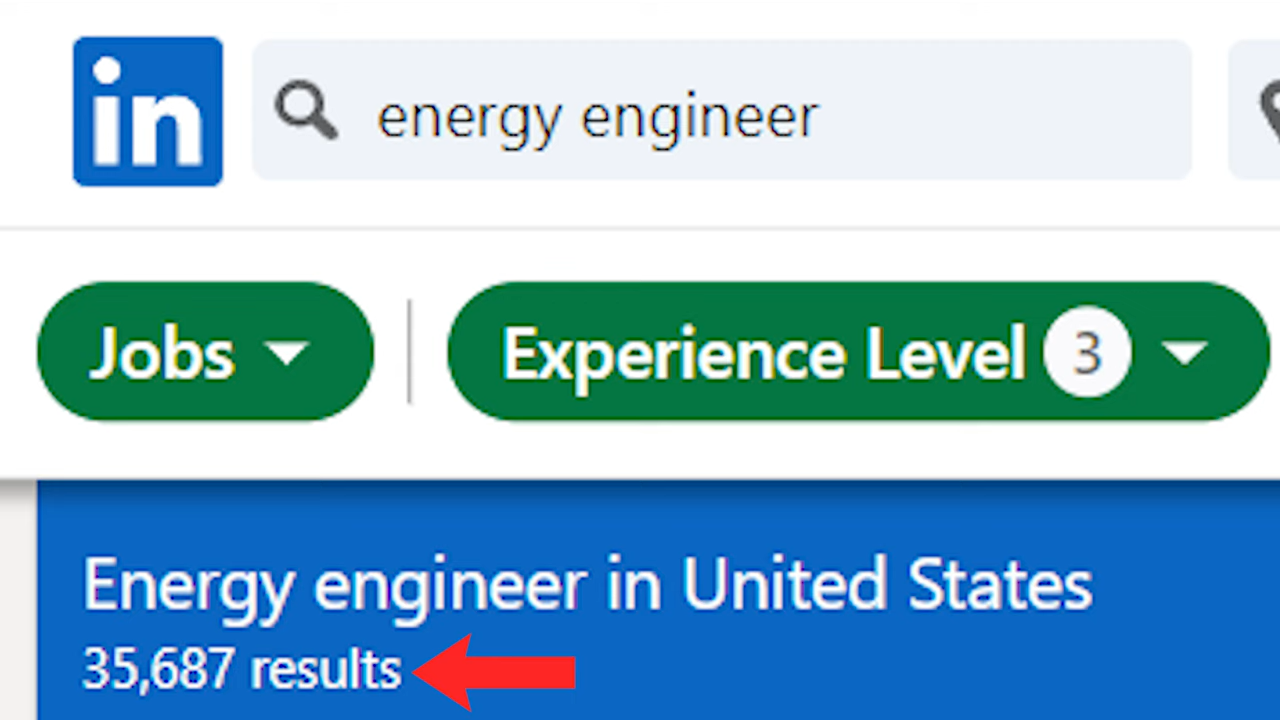 in
energy engineer
Jobs
Experience Level 3
Energy engineer in United States
35,687 results